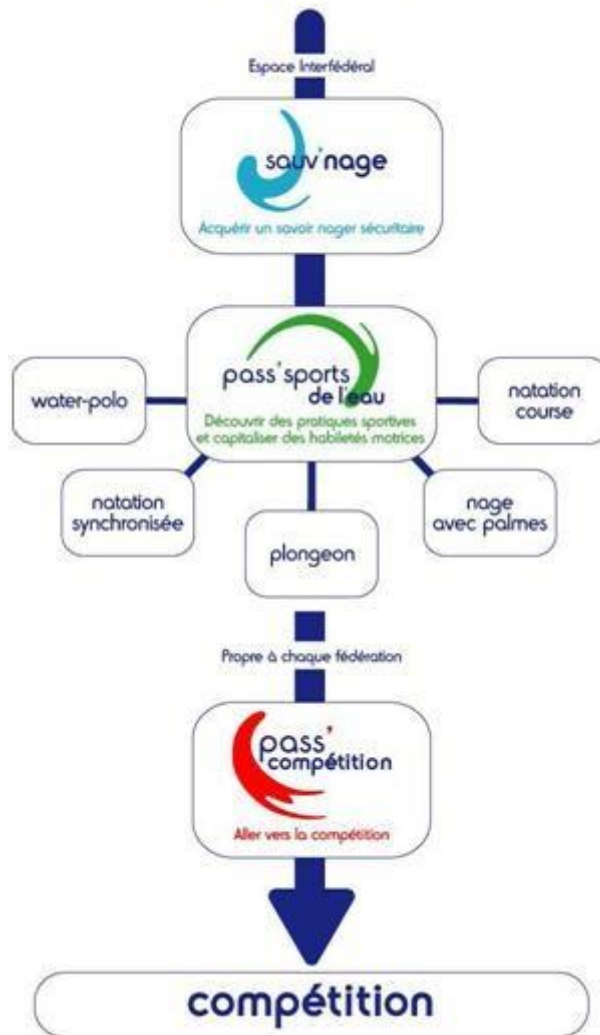 Espace Interfédéral
sauv'nage
Acquérir un savoir nager sécuritaire
pass'sports
de l'eau
Découvrir des pratiques sportives
et capitaliser des habiletés motrices
water-polo
natation
course
natation
synchronisée
nage
avec palmes
plongeon
Propre à chaque fédération
pass'
compétition
Aller vers la compétition
compétition